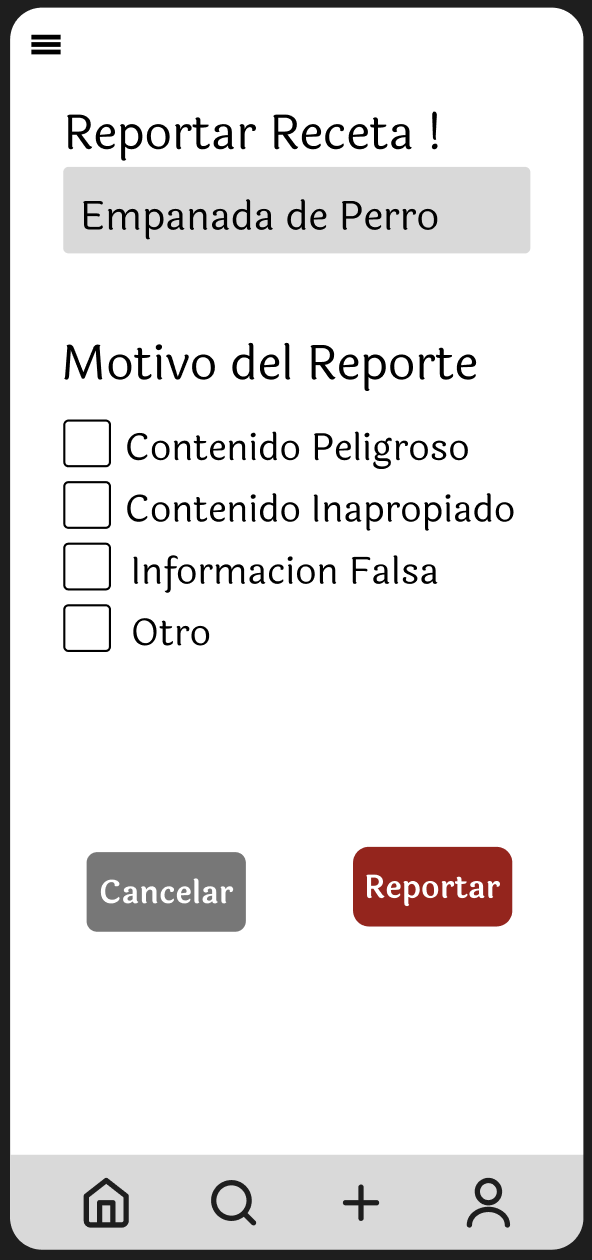 Reportar Receta !
Empanada de Perro
Motivo del Reporte
Contenido Peligroso
Contenido Inapropiado
Informacion Falsa
Otro
Cancelar
Reportar